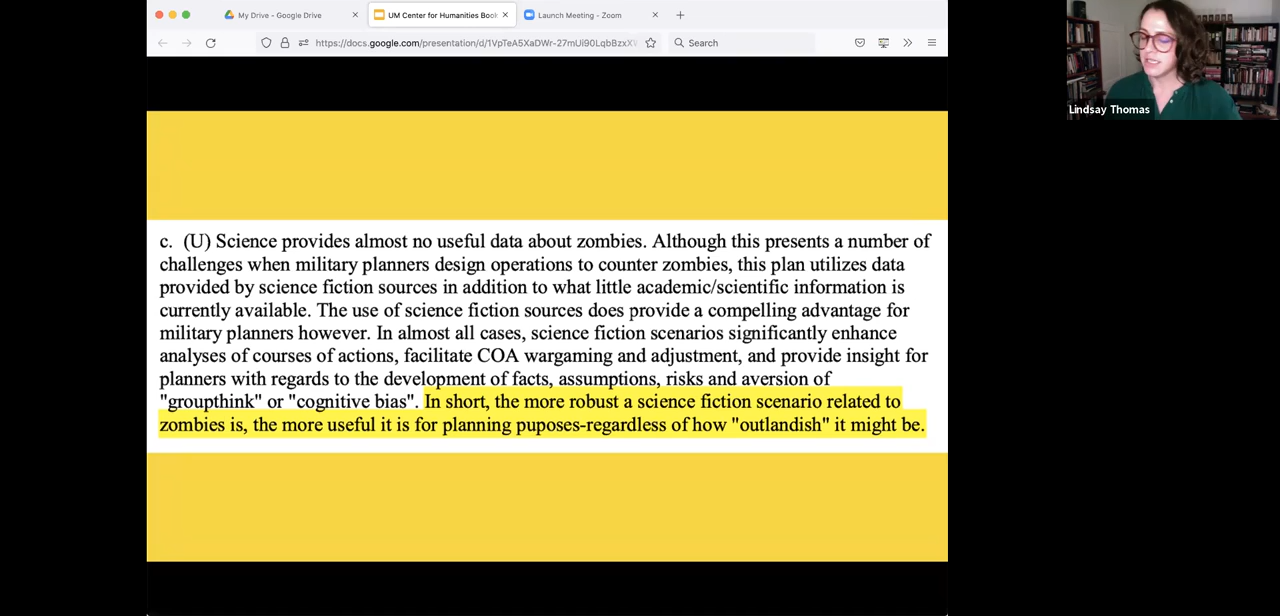 My Drive - Google Drive
UM Center for Humanities Book
Launch Meeting - Zoom
https://docs.google.com/presentation/d/1VpTeA5XaDWr-27mUi90LqbBzxX
Search
Lindsay Thomas
c. (U) Science provides almost no useful data about zombies. Although this presents a number of
challenges when military planners design operations to counter zombies, this plan utilizes data
provided by science fiction sources in addition to what little academic/scientific information is
currently available. The use of science fiction sources does provide a compelling advantage for
military planners however. In almost all cases, science fiction scenarios significantly enhance
analyses of courses of actions, facilitate COA wargaming and adjustment, and provide insight for
planners with regards to the development of facts, assumptions, risks and aversion of
"groupthink" or "cognitive bias". In short, the more robust a science fiction scenario related to
zombies is, the more useful it is for planning puposes-regardless of how "outlandish" it might be.